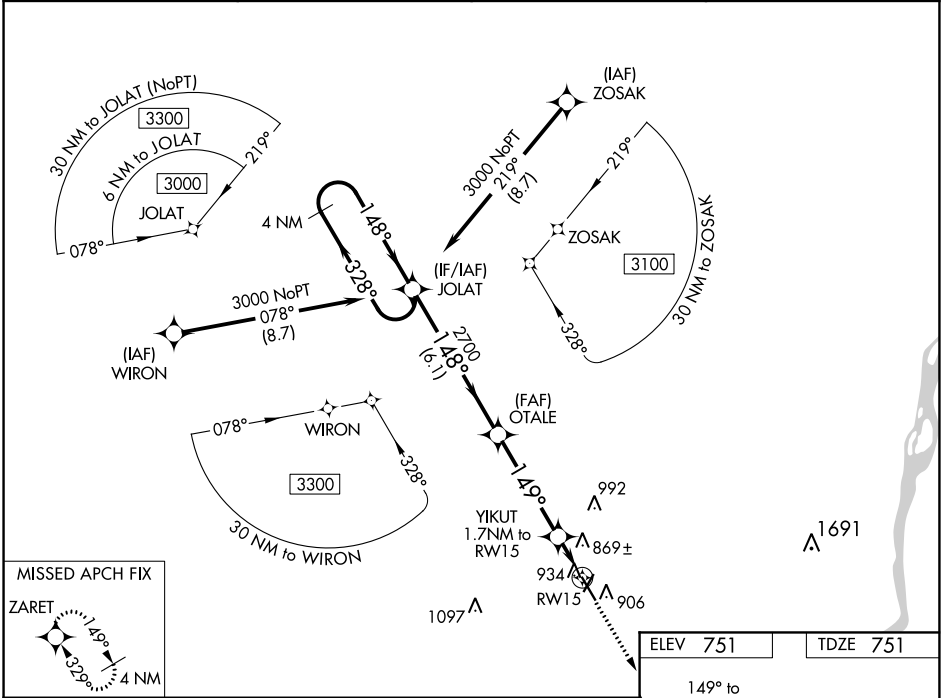 30 NM to JOLAT (NoPT)
3300
6 NM to JOLAT
3000
219°
JOLAT
078°
(IAF)
ZOSAK
3000 NoPT
219°
(8.7)
219°
ZOSAK
3100
30 NM to ZOSAK
328°
4 NM
148°
328°
(IF/IAF)
JOLAT
3000 NoPT
078°
(8.7)
(IAF)
WIRON
2700
148°
(6.1)
(FAF)
OTALE
078°
WIRON
328°
3300
30 NM to WIRON
149°
992
YIKUT
1.7NM to
RW15
869±
934
RW15
906
1097
1691
MISSED APCH FIX
ZARET
149°
329°
4 NM
ELEV 751
TDZE 751
149° to